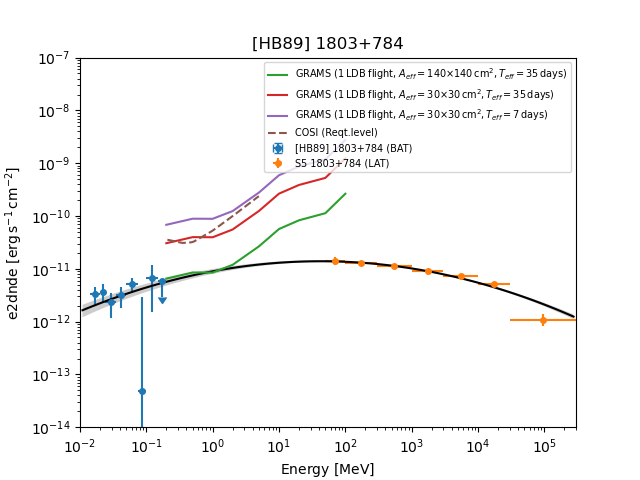 [HB89] 1803+784
10⁻⁷
10⁻⁸
10⁻⁹
10⁻¹⁰
10⁻¹¹
10⁻¹²
10⁻¹³
10⁻¹⁴
e2dnde [erg s⁻¹ cm⁻²]
GRAMS (1 LDB flight, A_eff = 140×140 cm², T_eff = 35 days)
GRAMS (1 LDB flight, A_eff = 30×30 cm², T_eff = 35 days)
GRAMS (1 LDB flight, A_eff = 30×30 cm², T_eff = 7 days)
COSI (Reqt.level)
[HB89] 1803+784 (BAT)
S5 1803+784 (LAT)
10⁻² 10⁻¹ 10⁰ 10¹ 10² 10³ 10⁴ 10⁵
Energy [MeV]